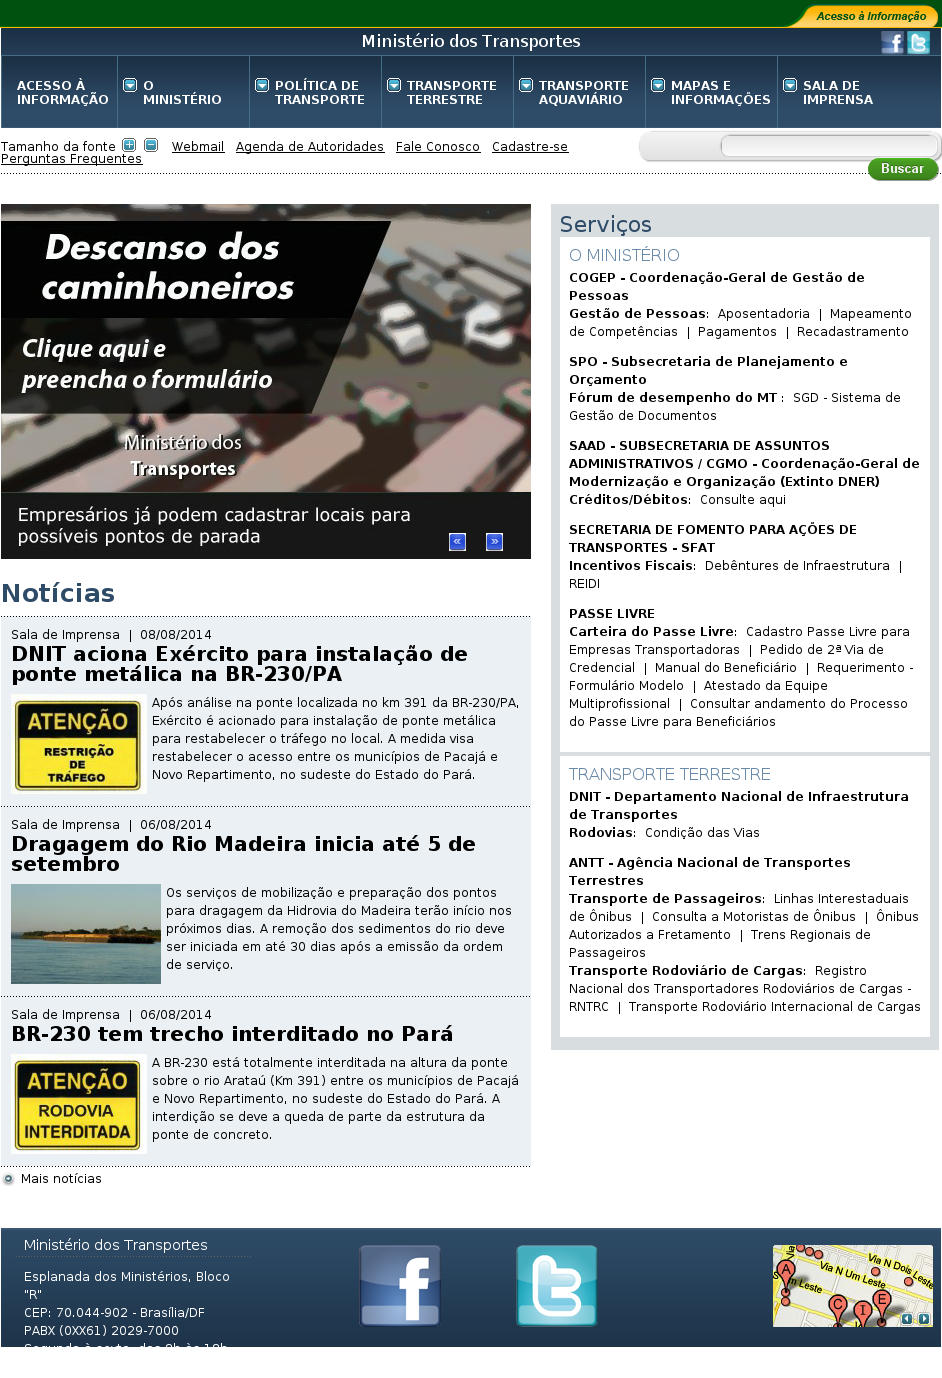 Acesso à Informação
Ministério dos Transportes
ACESSO À
INFORMAÇÃO
O
MINISTÉRIO
POLÍTICA DE
TRANSPORTE
TRANSPORTE
TERRESTRE
TRANSPORTE
AQUAVIÁRIO
MAPAS E
INFORMAÇÕES
SALA DE
IMPRENSA
Tamanho da fonte
Webmail Agenda de Autoridades Fale Conosco Cadastre-se
Perguntas Frequentes
Buscar
Descanso dos
caminhoneiros
Clique aqui e
preencha o formulário
Ministério dos
Transportes
Empresários já podem cadastrar locais para
possíveis pontos de parada
« »
Notícias
Sala de Imprensa | 08/08/2014
DNIT aciona Exército para instalação de
ponte metálica na BR-230/PA
ATENÇÃO
RESTRIÇÃO
DE
TRÁFEGO
Após análise na ponte localizada no km 391 da BR-230/PA,
Exército é acionado para instalação de ponte metálica
para restabelecer o tráfego no local. A medida visa
restabelecer o acesso entre os municípios de Pacajá e
Novo Repartimento, no sudeste do Estado do Pará.
Sala de Imprensa | 06/08/2014
Dragagem do Rio Madeira inicia até 5 de
setembro
Os serviços de mobilização e preparação dos pontos
para dragagem da Hidrovia do Madeira terão início nos
próximos dias. A remoção dos sedimentos do rio deve
ser iniciada em até 30 dias após a emissão da ordem
de serviço.
Sala de Imprensa | 06/08/2014
BR-230 tem trecho interditado no Pará
ATENÇÃO
RODOVIA
INTERDITADA
A BR-230 está totalmente interditada na altura da ponte
sobre o rio Arataú (Km 391) entre os municípios de Pacajá
e Novo Repartimento, no sudeste do Estado do Pará. A
interdição se deve a queda de parte da estrutura da
ponte de concreto.
Mais notícias
Serviços
O MINISTÉRIO
COGEP - Coordenação-Geral de Gestão de
Pessoas
Gestão de Pessoas: Aposentadoria | Mapeamento
de Competências | Pagamentos | Recadastramento
SPO - Subsecretaria de Planejamento e
Orçamento
Fórum de desempenho do MT : SGD - Sistema de
Gestão de Documentos
SAAD - SUBSECRETARIA DE ASSUNTOS
ADMINISTRATIVOS / CGMO - Coordenação-Geral de
Modernização e Organização (Extinto DNER)
Créditos/Débitos: Consulte aqui
SECRETARIA DE FOMENTO PARA AÇÕES DE
TRANSPORTES - SFAT
Incentivos Fiscais: Debêntures de Infraestrutura |
REIDI
PASSE LIVRE
Carteira do Passe Livre: Cadastro Passe Livre para
Empresas Transportadoras | Pedido de 2ª Via de
Credencial | Manual do Beneficiário | Requerimento -
Formulário Modelo | Atestado da Equipe
Multiprofissional | Consultar andamento do Processo
do Passe Livre para Beneficiários
TRANSPORTE TERRESTRE
DNIT - Departamento Nacional de Infraestrutura
de Transportes
Rodovias: Condição das Vias
ANTT - Agência Nacional de Transportes
Terrestres
Transporte de Passageiros: Linhas Interestaduais
de Ônibus | Consulta a Motoristas de Ônibus | Ônibus
Autorizados a Fretamento | Trens Regionais de
Passageiros
Transporte Rodoviário de Cargas: Registro
Nacional dos Transportadores Rodoviários de Cargas -
RNTRC | Transporte Rodoviário Internacional de Cargas
Ministério dos Transportes
Esplanada dos Ministérios, Bloco
"R"
CEP: 70.044-902 - Brasília/DF
PABX (0XX61) 2029-7000
Segunda à sexta, das 8h às 18h
Via N Dois Leste
Via N Um Leste
Um Leste
A
C
I
E